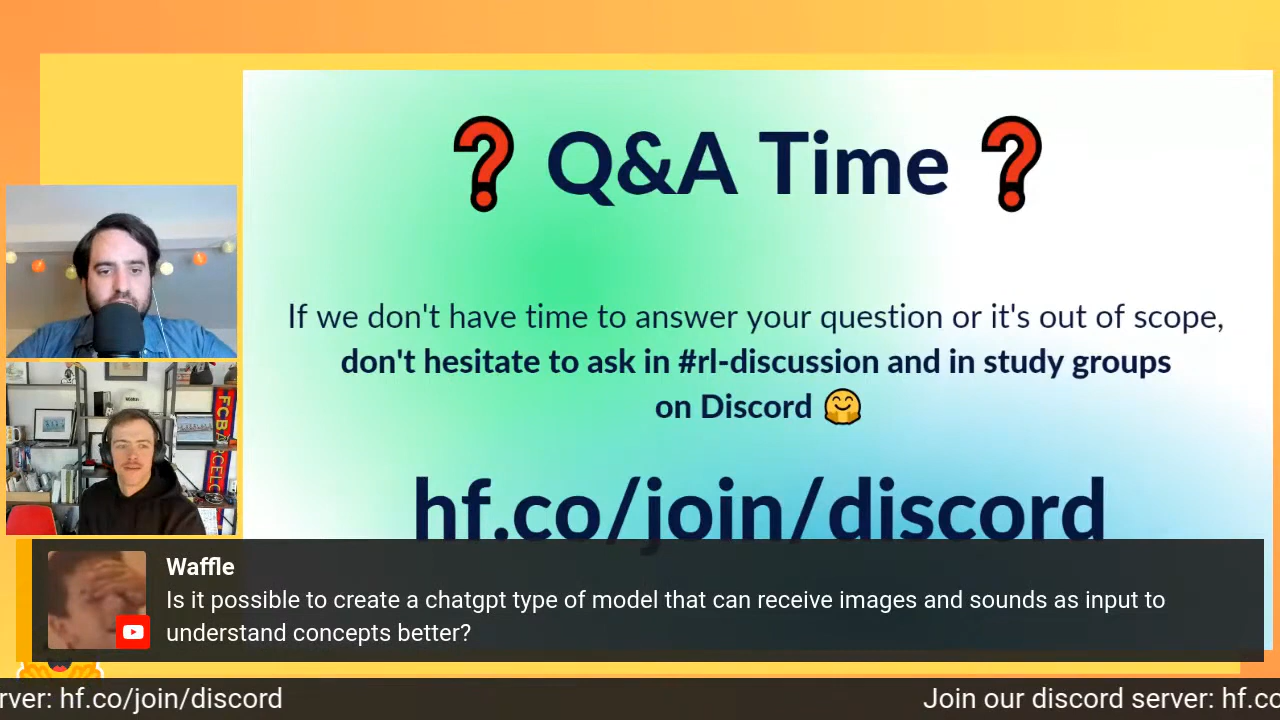 ❓ Q&A Time ❓
If we don't have time to answer your question or it's out of scope,
don't hesitate to ask in #rl-discussion and in study groups
on Discord 🤗
hf.co/join/discord
FCB
Waffle
Is it possible to create a chatgpt type of model that can receive images and sounds as input to
understand concepts better?
rver: hf.co/join/discord
Join our discord server: hf.co